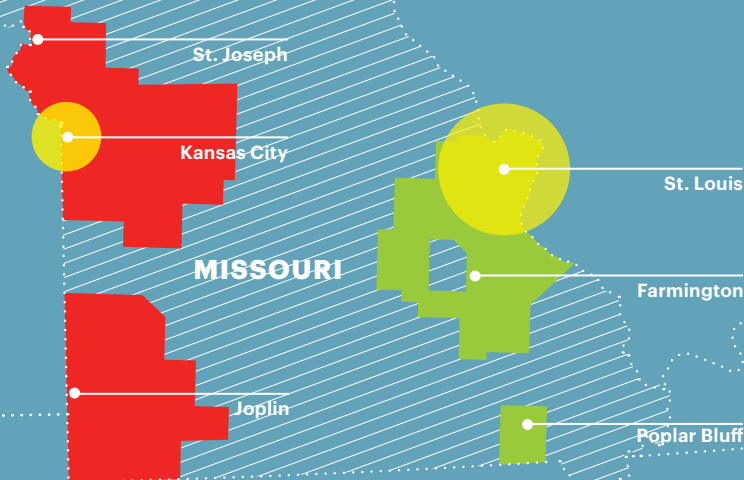 St. Joseph
Kansas City
St. Louis
MISSOURI
Farmington
Joplin
Poplar Bluff